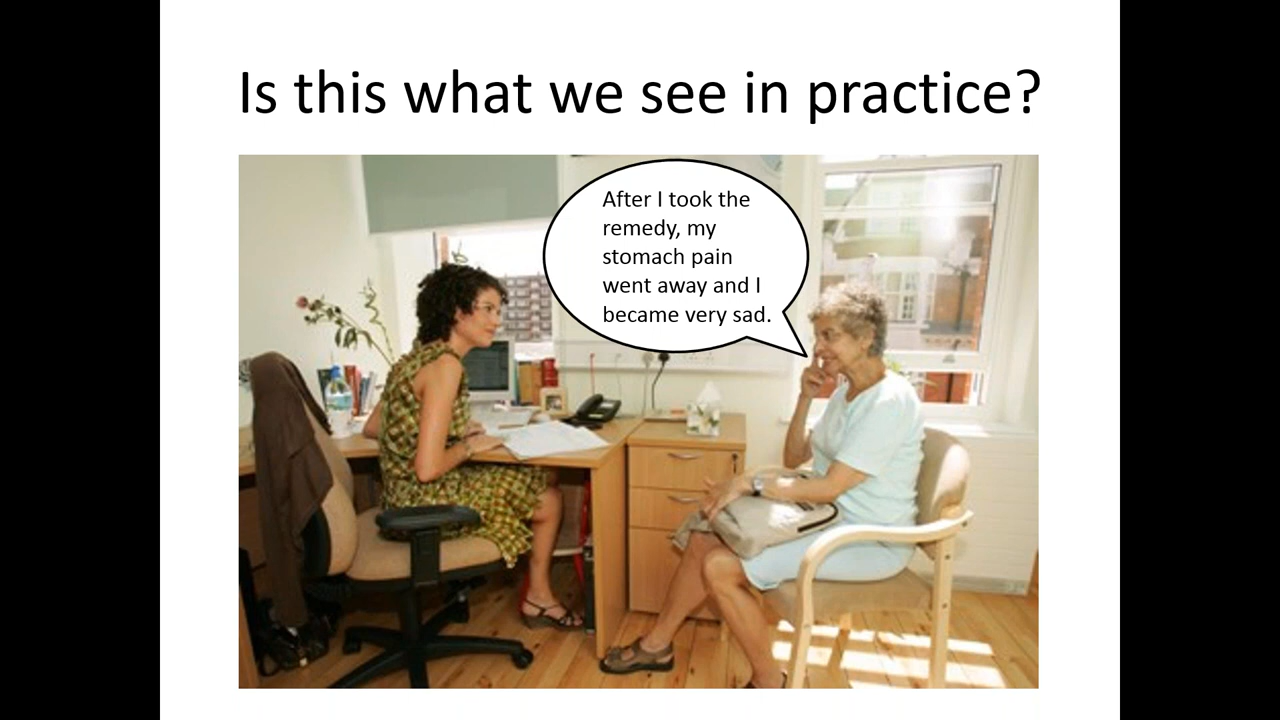 Is this what we see in practice?
After I took the
remedy, my
stomach pain
went away and I
became very sad.